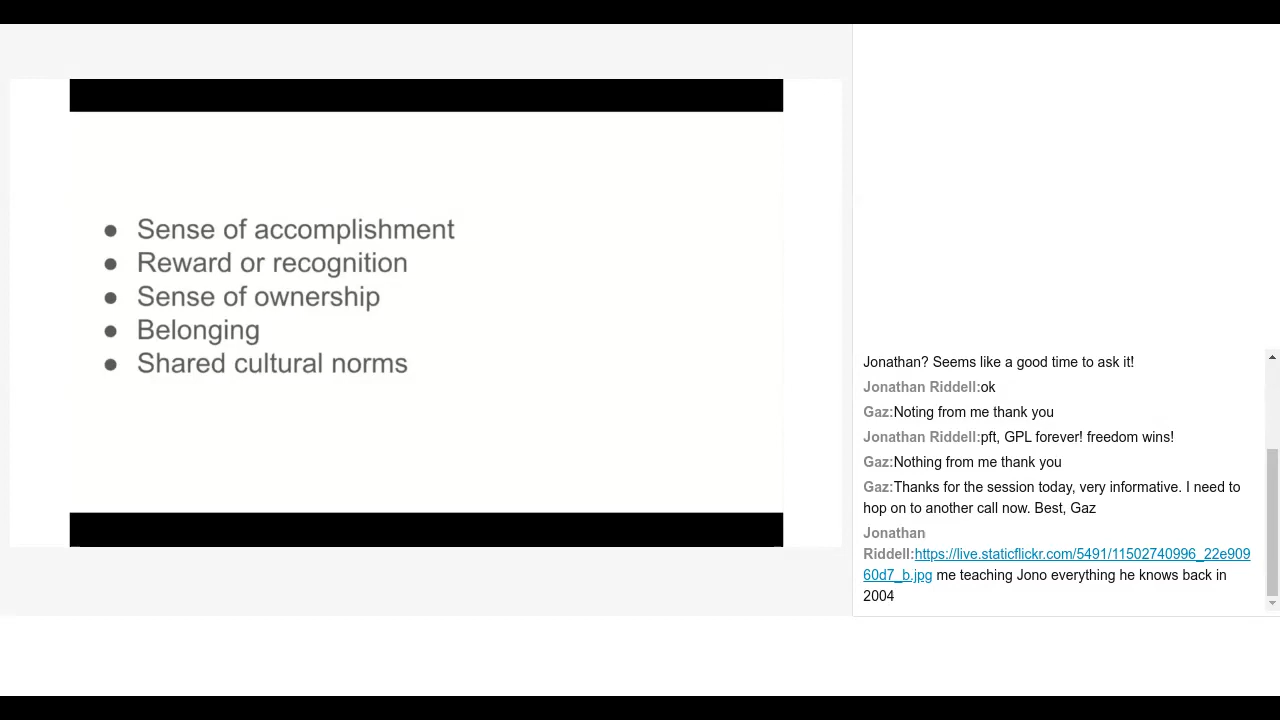 ● Sense of accomplishment
● Reward or recognition
● Sense of ownership
● Belonging
● Shared cultural norms
Jonathan? Seems like a good time to ask it!
Jonathan Riddell:ok
Gaz:Noting from me thank you
Jonathan Riddell:pft, GPL forever! freedom wins!
Gaz:Nothing from me thank you
Gaz:Thanks for the session today, very informative. I need to
hop on to another call now. Best, Gaz
Jonathan
Riddell:https://live.staticflickr.com/5491/11502740996_22e909
60d7_b.jpg me teaching Jono everything he knows back in
2004